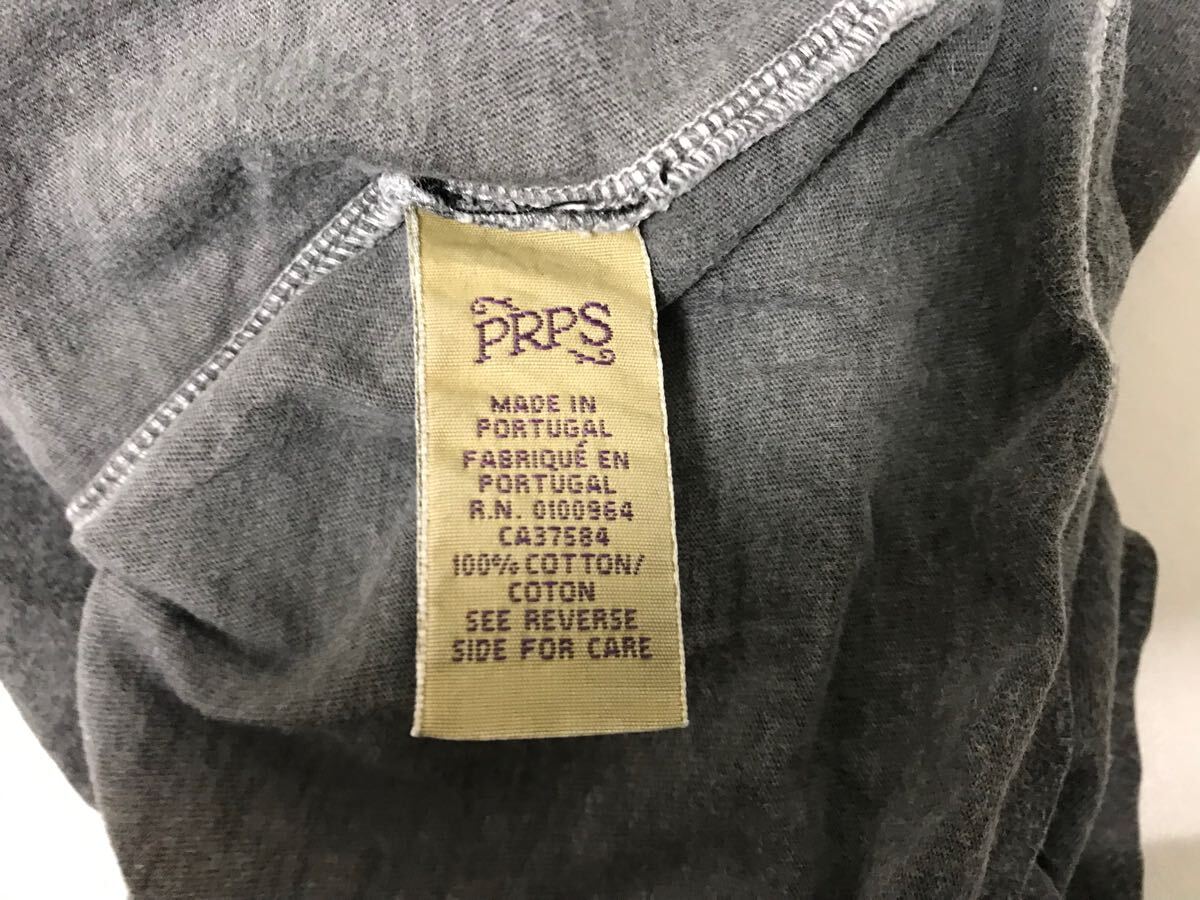 PRPS
MADE IN
PORTUGAL
FABRIQUÉ EN
PORTUGAL
R.N. 0100964
CA37584
100% COTTON/
COTON
SEE REVERSE
SIDE FOR CARE